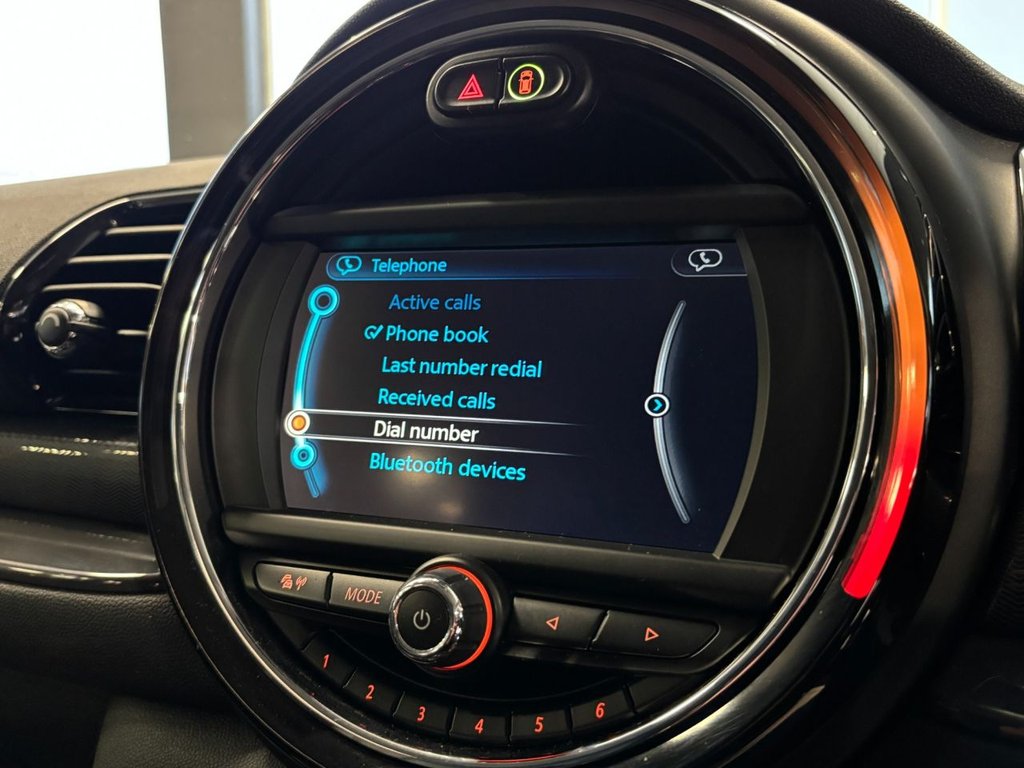 Telephone
Active calls
Phone book
Last number redial
Received calls
Dial number
Bluetooth devices
MODE
1 2 3 4 5 6